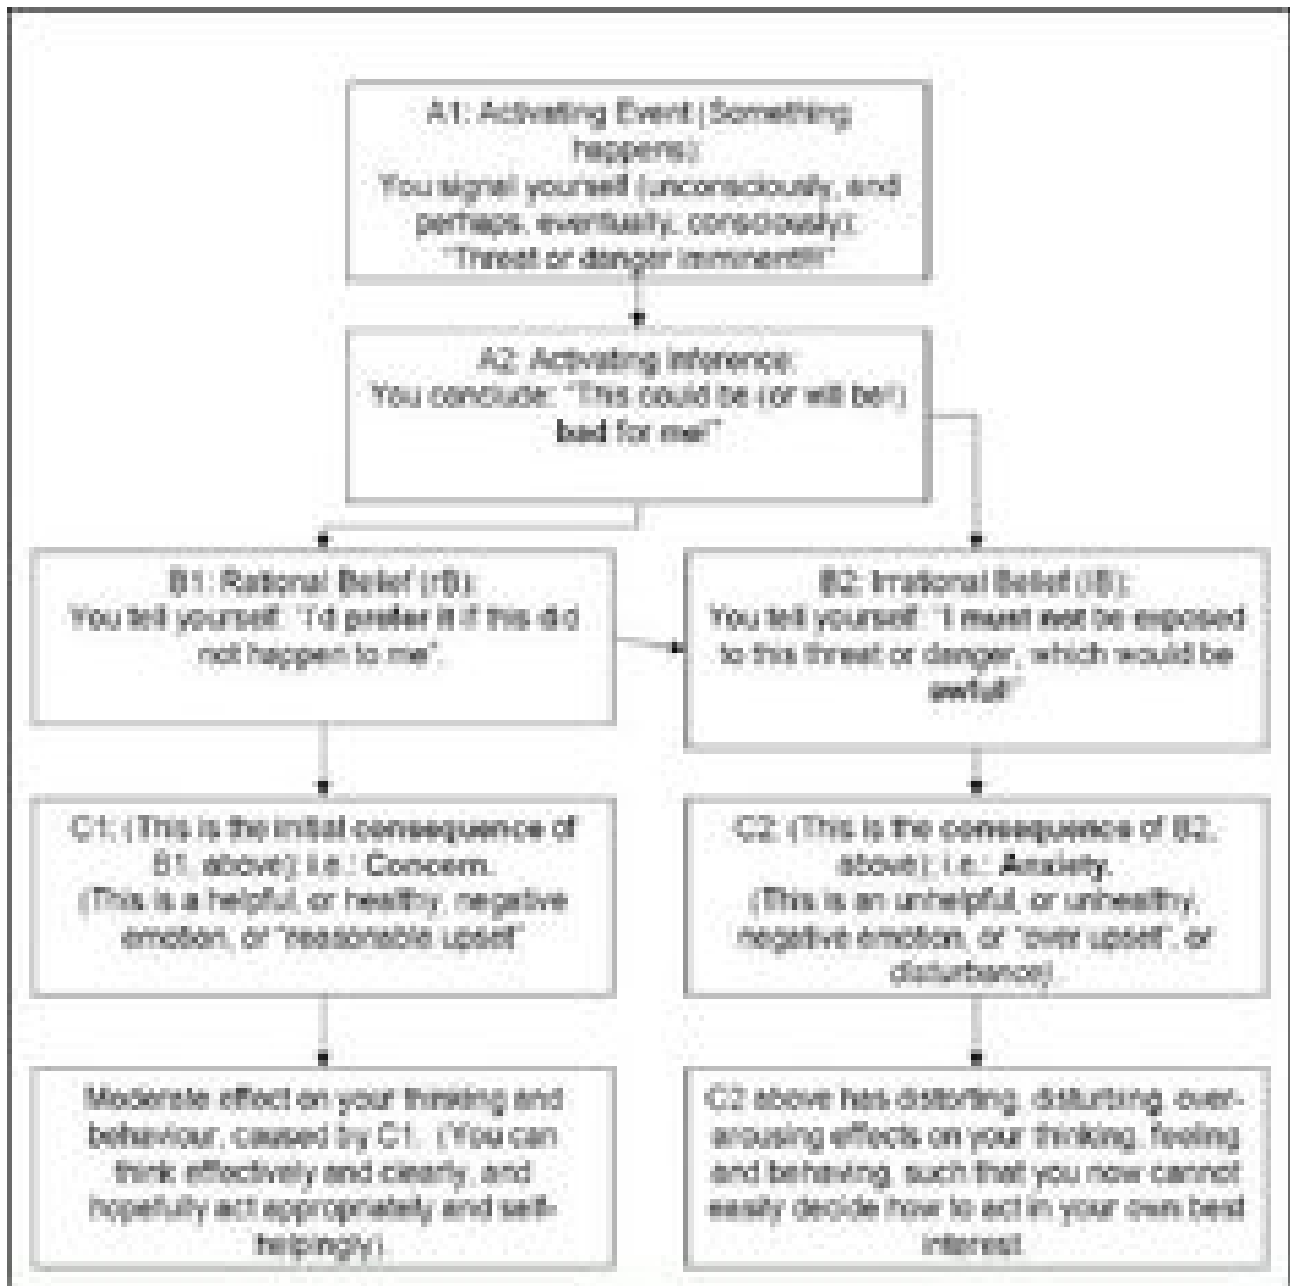 A1: Activating Event (Something
happens):
You signal yourself (unconsciously, and
perhaps, eventually, consciously);
"Threat or danger imminent!!!"
A2: Activating Inference:
You conclude: "This could be (or will be!)
bad for me!"
B1: Rational Belief (rB):
You tell yourself: "I'd prefer it if this did
not happen to me".
B2: Irrational Belief (iB):
You tell yourself: "I must not be exposed
to this threat or danger, which would be
awful!"
C1: (This is the initial consequence of
B1, above); i.e.: Concern.
(This is a helpful, or healthy, negative
emotion, or "reasonable upset"
C2: (This is the consequence of B2,
above); i.e.: Anxiety.
(This is an unhelpful, or unhealthy,
negative emotion, or "over upset", or
disturbance).
Moderate effect on your thinking and
behaviour, caused by C1. (You can
think effectively and clearly, and
hopefully act appropriately and self-
helpingly).
C2 above has distorting, disturbing, over-
arousing effects on your thinking, feeling
and behaving, such that you now cannot
easily decide how to act in your own best
interest.